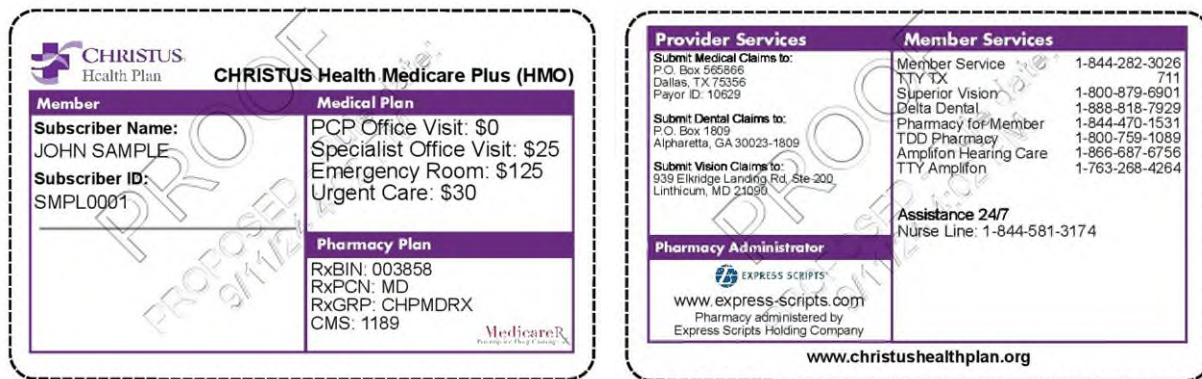 CHRISTUS
Health Plan
CHRISTUS Health Medicare Plus (HMO)
Member
Subscriber Name:
JOHN SAMPLE
Subscriber ID:
SMPL0001
Medical Plan
PCP Office Visit: $0
Specialist Office Visit: $25
Emergency Room: $125
Urgent Care: $30
Pharmacy Plan
RxBIN: 003858
RxPCN: MD
RxGRP: CHPMDRX
CMS: 1189
MedicareRx
Prescription Drug Coverage
PROOF
PROPOSED
Provider Services
Submit Medical Claims to:
P.O. Box 565866
Dallas, TX 75356
Payor ID: 10629
Submit Dental Claims to:
P.O. Box 1809
Alpharetta, GA 30023-1809
Submit Vision Claims to:
939 Elkridge Landing Rd, Ste 200
Linthicum, MD 21090
Pharmacy Administrator
EXPRESS SCRIPTS
www.express-scripts.com
Pharmacy administered by
Express Scripts Holding Company
Member Services
Member Service 1-844-282-3026
TTY TX 711
Superior Vision 1-800-879-6901
Delta Dental 1-888-818-7929
Pharmacy for Member 1-844-470-1531
TDD Pharmacy 1-800-759-1089
Amplifon Hearing Care 1-866-687-6756
TTY Amplifon 1-763-268-4264
Assistance 24/7
Nurse Line: 1-844-581-3174
PROOF
PROPOSED
www.christushealthplan.org